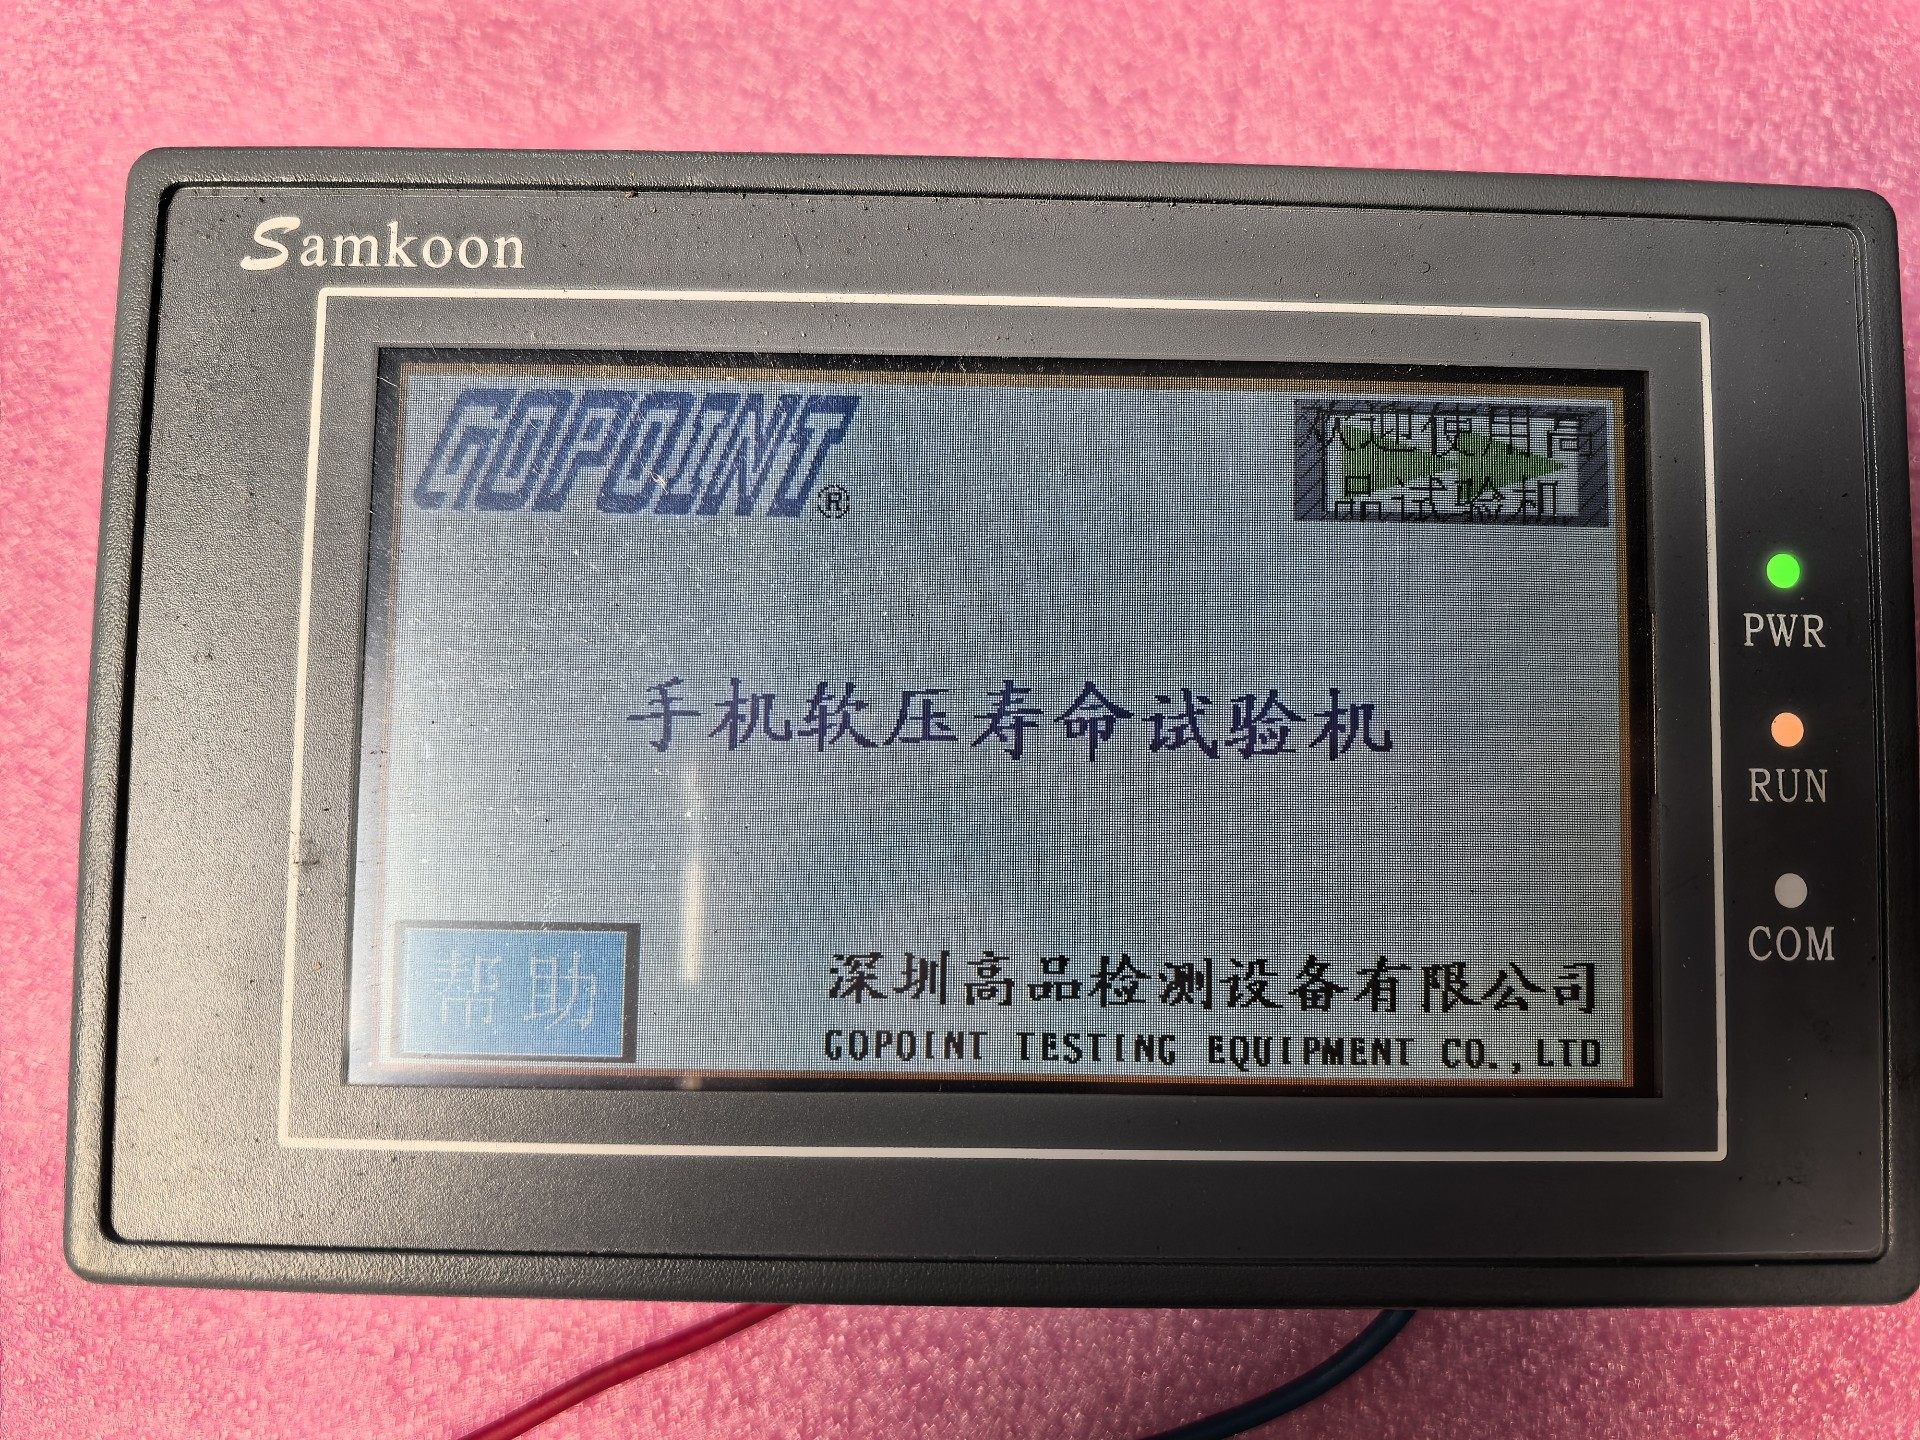 Samkoon
GOPOINT®
欢迎使用高
品试验机
PWR
手机软压寿命试验机
RUN
COM
帮助
深圳高品检测设备有限公司
GOPOINT TESTING EQUIPMENT CO.,LTD